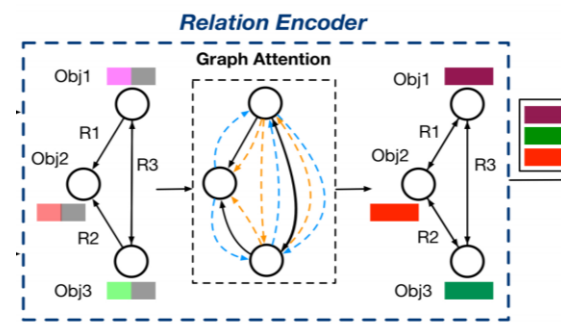 Relation Encoder
Graph Attention
Obj1
R1
Obj2
R3
R2
Obj3
Obj1
R1
Obj2
R3
R2
Obj3